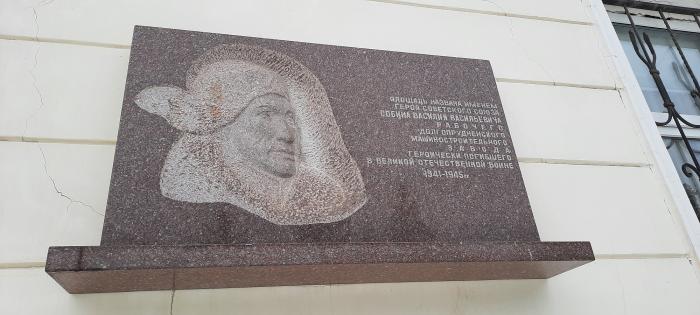 ПЛОЩАДЬ НАЗВАНА ИМЕНЕМ
ГЕРОЯ СОВЕТСКОГО СОЮЗА
СОБИНА ВАСИЛИЯ ВАСИЛЬЕВИЧА
РАБОЧЕГО
ДОЛГОПРУДНЕНСКОГО
МАШИНОСТРОИТЕЛЬНОГО
ЗАВОДА
ГЕРОИЧЕСКИ ПОГИБШЕГО
В ВЕЛИКОЙ ОТЕЧЕСТВЕННОЙ ВОЙНЕ
1941-1945гг.